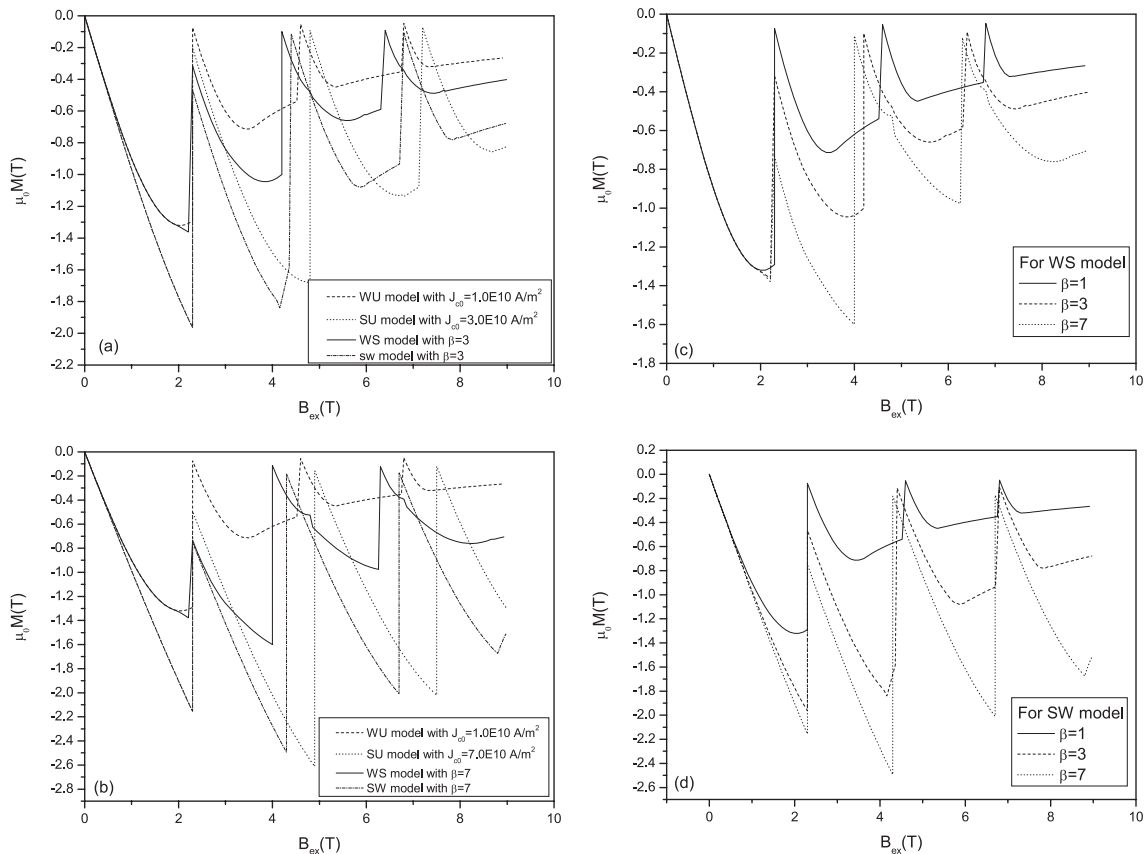 0.0
-0.2
-0.4
-0.6
-0.8
-1.0
-1.2
-1.4
-1.6
-1.8
-2.0
-2.2
μ0M(T)
(a)
WU model with Jc0=1.0E10 A/m²
SU model with Jc0=3.0E10 A/m²
WS model with β=3
sw model with β=3
0 2 4 6 8 10
Bex(T)
0.0
-0.2
-0.4
-0.6
-0.8
-1.0
-1.2
-1.4
-1.6
-1.8
μ0M(T)
(c)
For WS model
β=1
β=3
β=7
0 2 4 6 8 10
Bex(T)
0.0
-0.2
-0.4
-0.6
-0.8
-1.0
-1.2
-1.4
-1.6
-1.8
-2.0
-2.2
-2.4
-2.6
-2.8
μ0M(T)
(b)
WU model with Jc0=1.0E10 A/m²
SU model with Jc0=7.0E10 A/m²
WS model with β=7
SW model with β=7
0 2 4 6 8 10
Bex(T)
0.2
0.0
-0.2
-0.4
-0.6
-0.8
-1.0
-1.2
-1.4
-1.6
-1.8
-2.0
-2.2
-2.4
-2.6
μ0M(T)
(d)
For SW model
β=1
β=3
β=7
0 2 4 6 8 10
Bex(T)